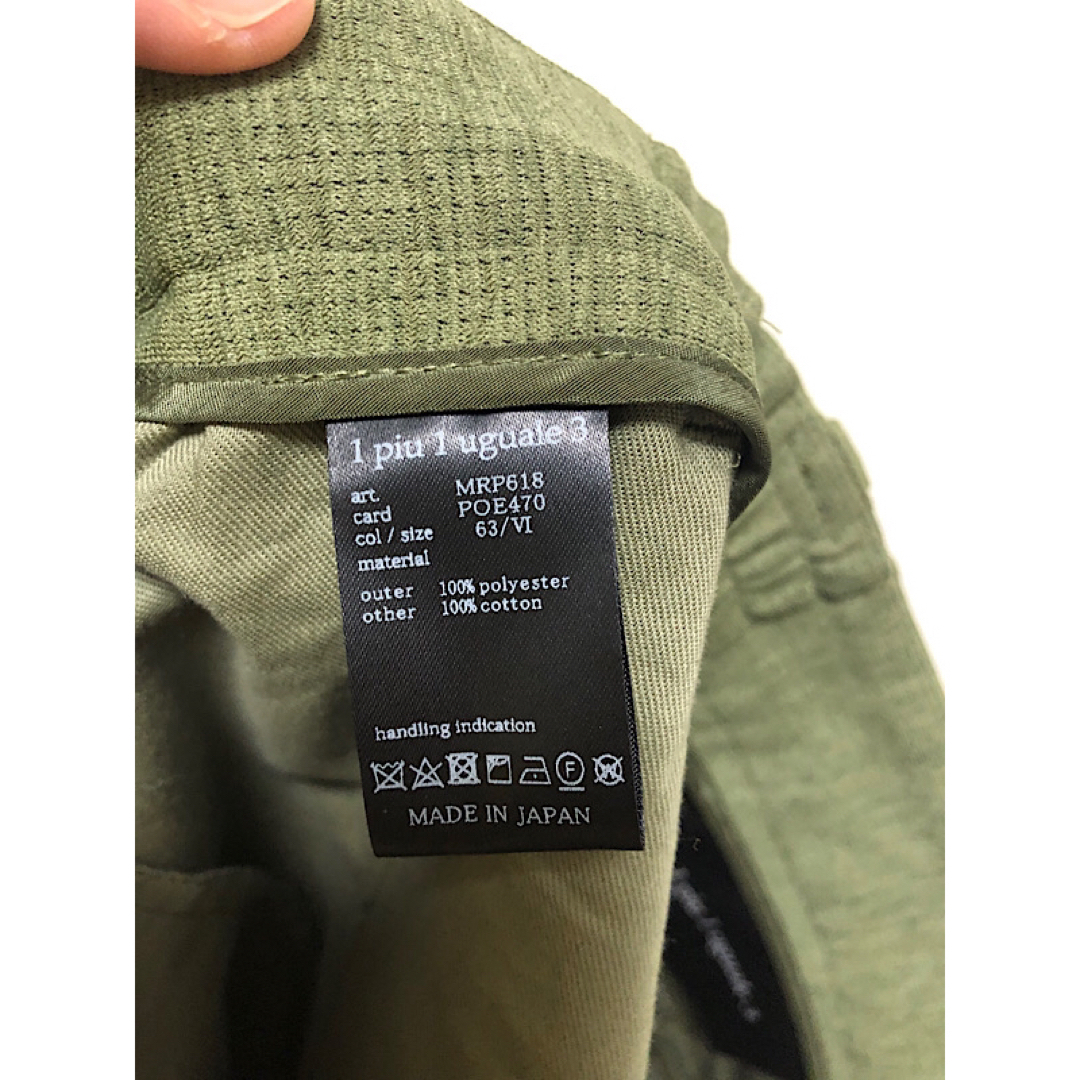 1 piu 1 uguale 3
art. MRP618
card POE470
col / size 63/VI
material
outer 100% polyester
other 100% cotton
handling indication
F W
MADE IN JAPAN